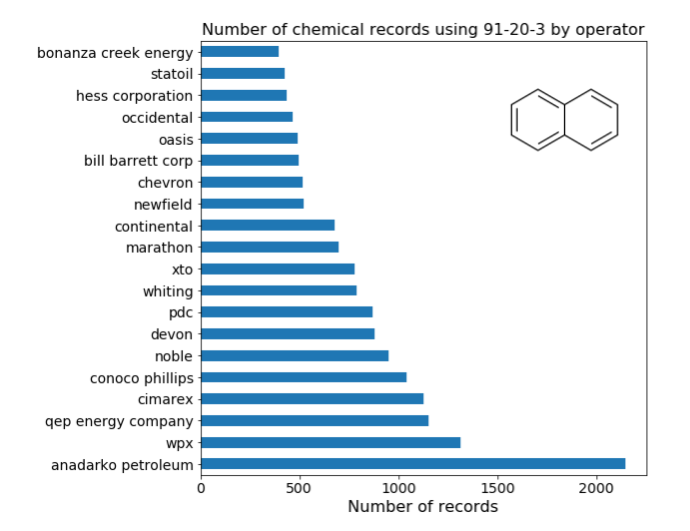 Number of chemical records using 91-20-3 by operator
bonanza creek energy
statoil
hess corporation
occidental
oasis
bill barrett corp
chevron
newfield
continental
marathon
xto
whiting
pdc
devon
noble
conoco phillips
cimarex
qep energy company
wpx
anadarko petroleum
0 500 1000 1500 2000
Number of records